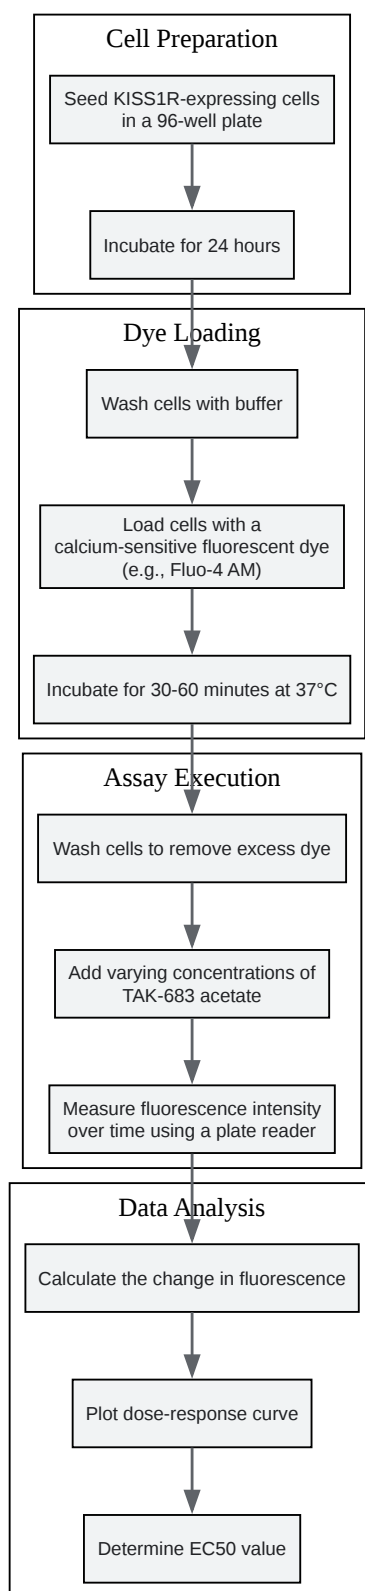 Cell Preparation
Seed KISS1R-expressing cells
in a 96-well plate
Incubate for 24 hours
Dye Loading
Wash cells with buffer
Load cells with a
calcium-sensitive fluorescent dye
(e.g., Fluo-4 AM)
Incubate for 30-60 minutes at 37°C
Assay Execution
Wash cells to remove excess dye
Add varying concentrations of
TAK-683 acetate
Measure fluorescence intensity
over time using a plate reader
Data Analysis
Calculate the change in fluorescence
Plot dose-response curve
Determine EC50 value